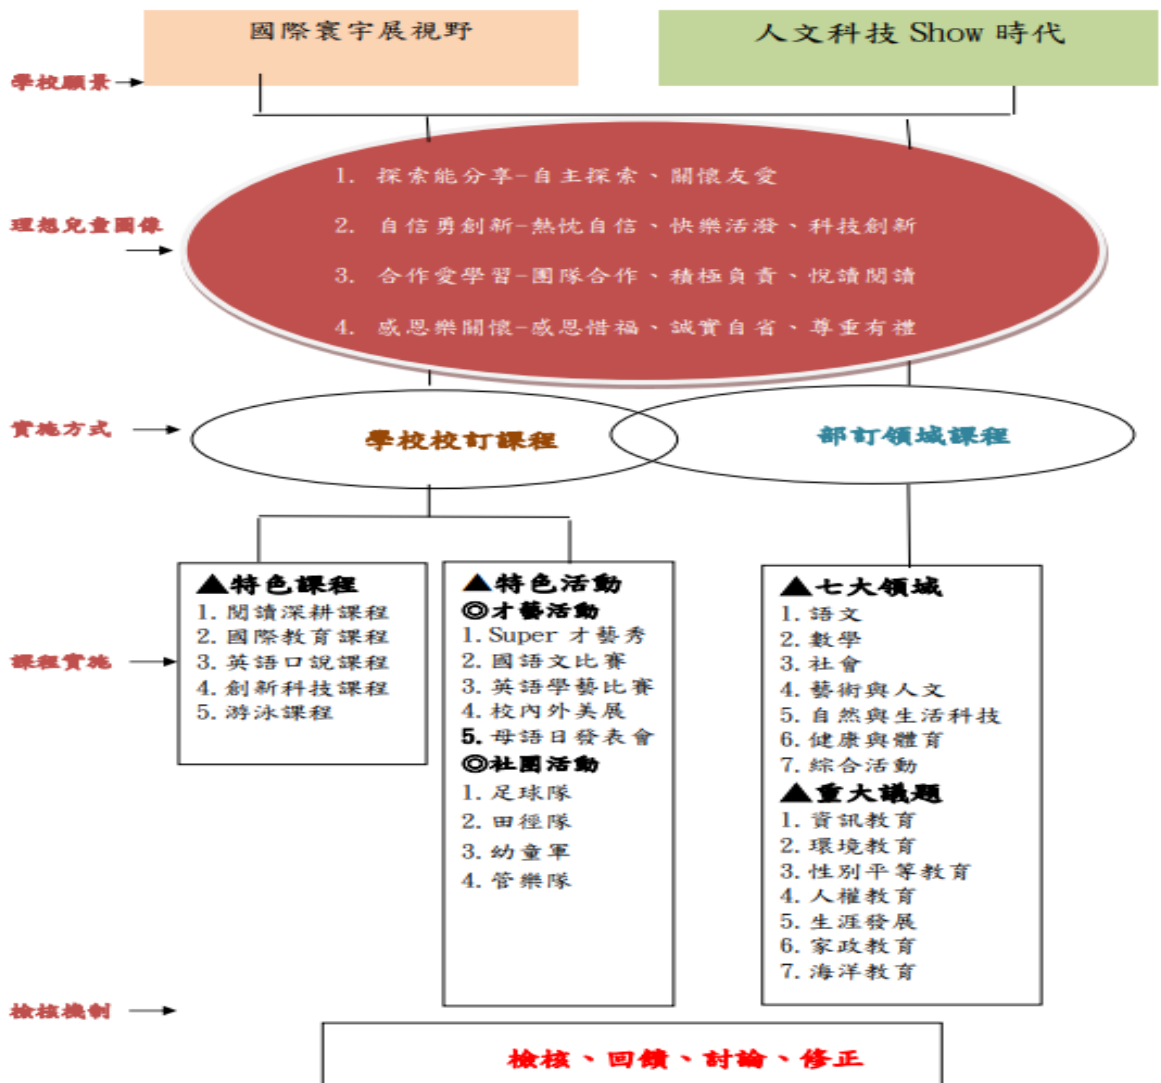 國際寰宇展視野
人文科技 Show 時代
學校願景
理想兒童圖像
1. 探索能分享-自主探索、關懷友愛
2. 自信勇創新-熱忱自信、快樂活潑、科技創新
3. 合作愛學習-團隊合作、積極負責、悅讀閱讀
4. 感恩樂關懷-感恩惜福、誠實自省、尊重有禮
實施方式
學校校訂課程
部訂領域課程
課程實施
▲特色課程
1. 閱讀深耕課程
2. 國際教育課程
3. 英語口說課程
4. 創新科技課程
5. 游泳課程
▲特色活動
◎才藝活動
1. Super 才藝秀
2. 國語文比賽
3. 英語學藝比賽
4. 校內外美展
5. 母語日發表會
◎社團活動
1. 足球隊
2. 田徑隊
3. 幼童軍
4. 管樂隊
▲七大領域
1. 語文
2. 數學
3. 社會
4. 藝術與人文
5. 自然與生活科技
6. 健康與體育
7. 綜合活動
▲重大議題
1. 資訊教育
2. 環境教育
3. 性別平等教育
4. 人權教育
5. 生涯發展
6. 家政教育
7. 海洋教育
檢核機制
檢核、回饋、討論、修正